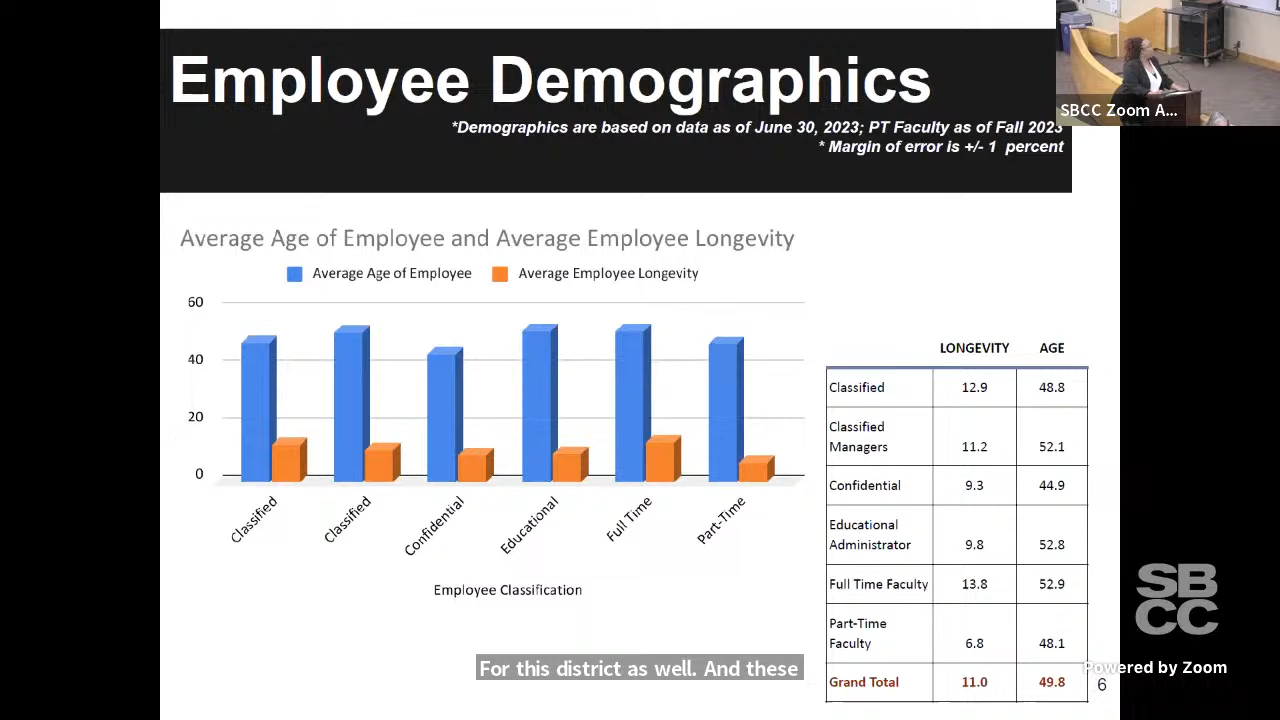 Employee Demographics
*Demographics are based on data as of June 30, 2023; PT Faculty as of Fall 2023
* Margin of error is +/- 1 percent
SBCC Zoom A...
Average Age of Employee and Average Employee Longevity
Average Age of Employee
Average Employee Longevity
60
40
20
0
Classified
Classified
Confidential
Educational
Full Time
Part-Time
Employee Classification
LONGEVITY AGE
Classified 12.9 48.8
Classified
Managers 11.2 52.1
Confidential 9.3 44.9
Educational
Administrator 9.8 52.8
Full Time Faculty 13.8 52.9
Part-Time
Faculty 6.8 48.1
Grand Total 11.0 49.8
For this district as well. And these
SB
CC
Powered by Zoom
6